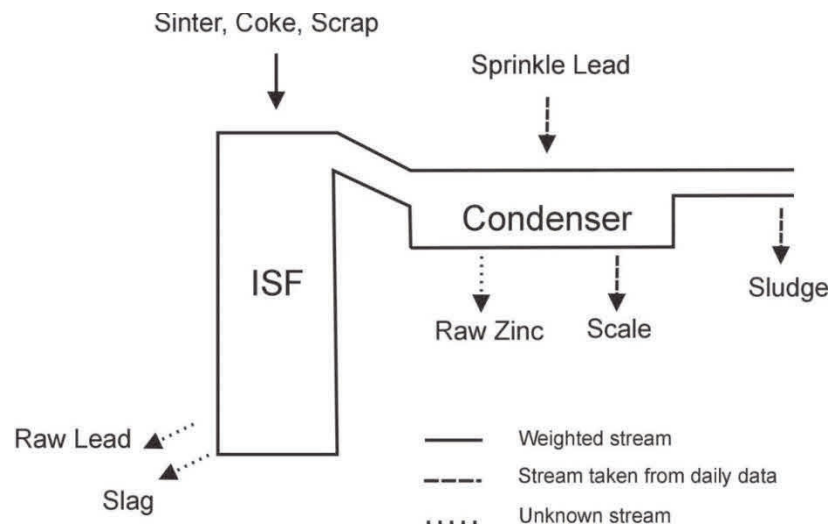 Sinter, Coke, Scrap
Sprinkle Lead
Condenser
ISF
Sludge
Raw Zinc
Scale
Raw Lead
Slag
Weighted stream
Stream taken from daily data
Unknown stream